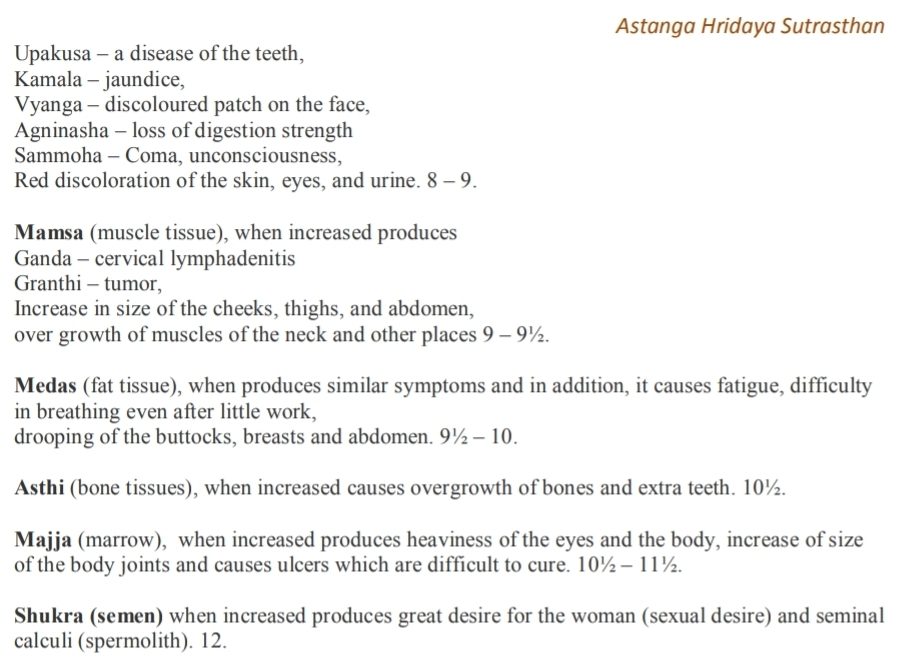 Astanga Hridaya Sutrasthan
Upakusa – a disease of the teeth,
Kamala – jaundice,
Vyanga – discoloured patch on the face,
Agninasha – loss of digestion strength
Sammoha – Coma, unconsciousness,
Red discoloration of the skin, eyes, and urine. 8 – 9.
Mamsa (muscle tissue), when increased produces
Ganda – cervical lymphadenitis
Granthi – tumor,
Increase in size of the cheeks, thighs, and abdomen,
over growth of muscles of the neck and other places 9 – 9½.
Medas (fat tissue), when produces similar symptoms and in addition, it causes fatigue, difficulty
in breathing even after little work,
drooping of the buttocks, breasts and abdomen. 9½ – 10.
Asthi (bone tissues), when increased causes overgrowth of bones and extra teeth. 10½.
Majja (marrow),  when increased produces heaviness of the eyes and the body, increase of size
of the body joints and causes ulcers which are difficult to cure. 10½ – 11½.
Shukra (semen) when increased produces great desire for the woman (sexual desire) and seminal
calculi (spermolith). 12.